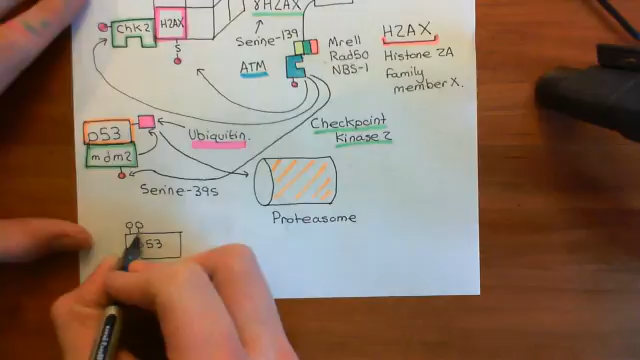 γH2AX
Chk2
H2AX
S
Serine-139
Mre11
Rad50
NBS-1
H2AX
Histone 2A
Family
member X.
ATM
p53
mdm2
Ubiquitin.
Checkpoint
Kinase 2
Serine-395
Proteasome
p53